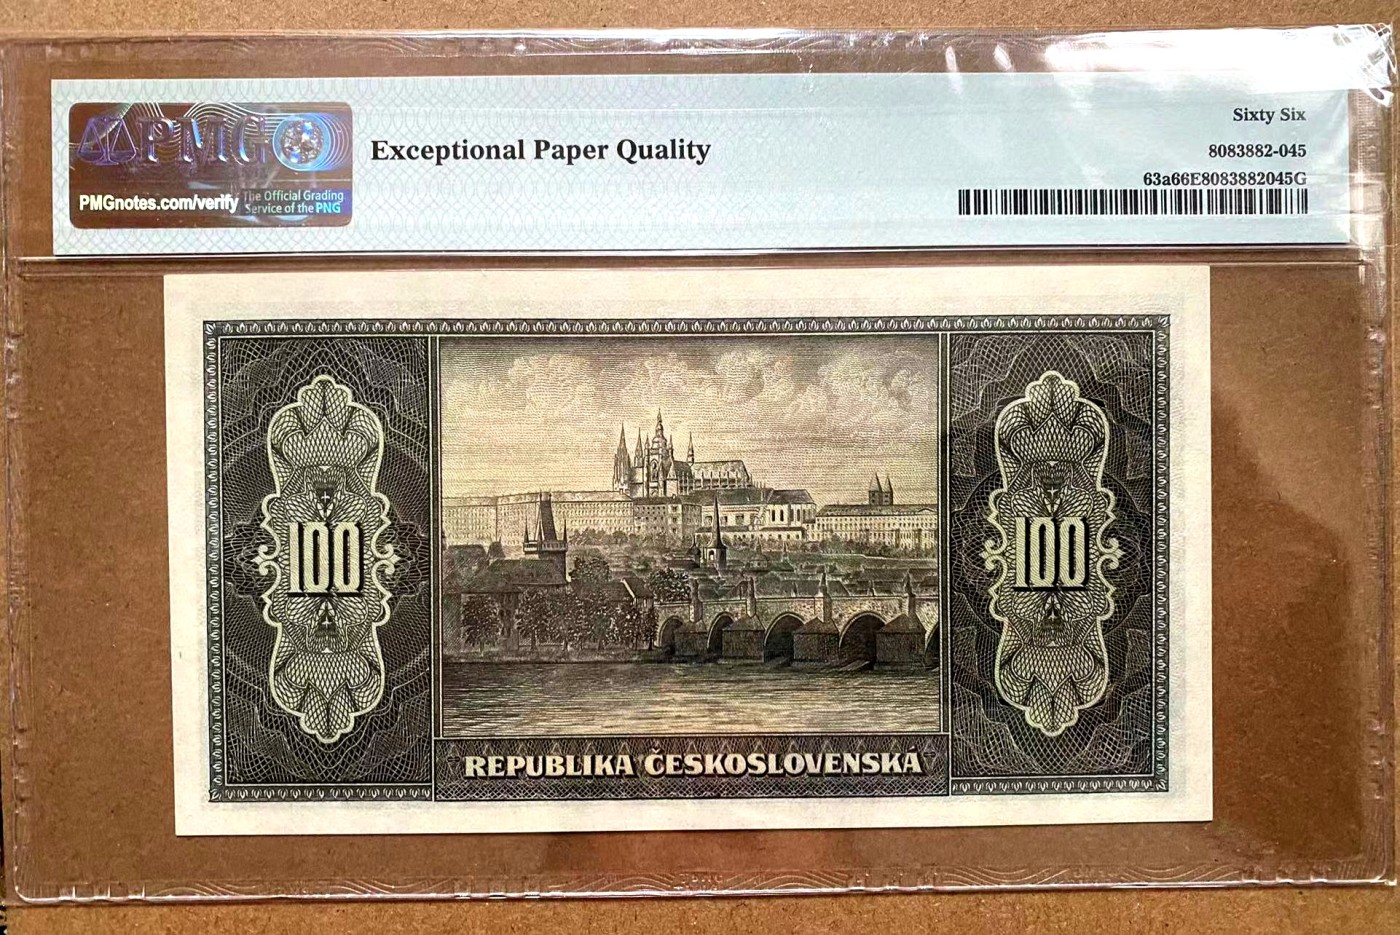 PMG
PMGnotes.com/verify
The Official Grading
Service of the PNG
Exceptional Paper Quality
Sixty Six
8083882-045
63a66E8083882045G
100
100
REPUBLIKA ČESKOSLOVENSKÁ